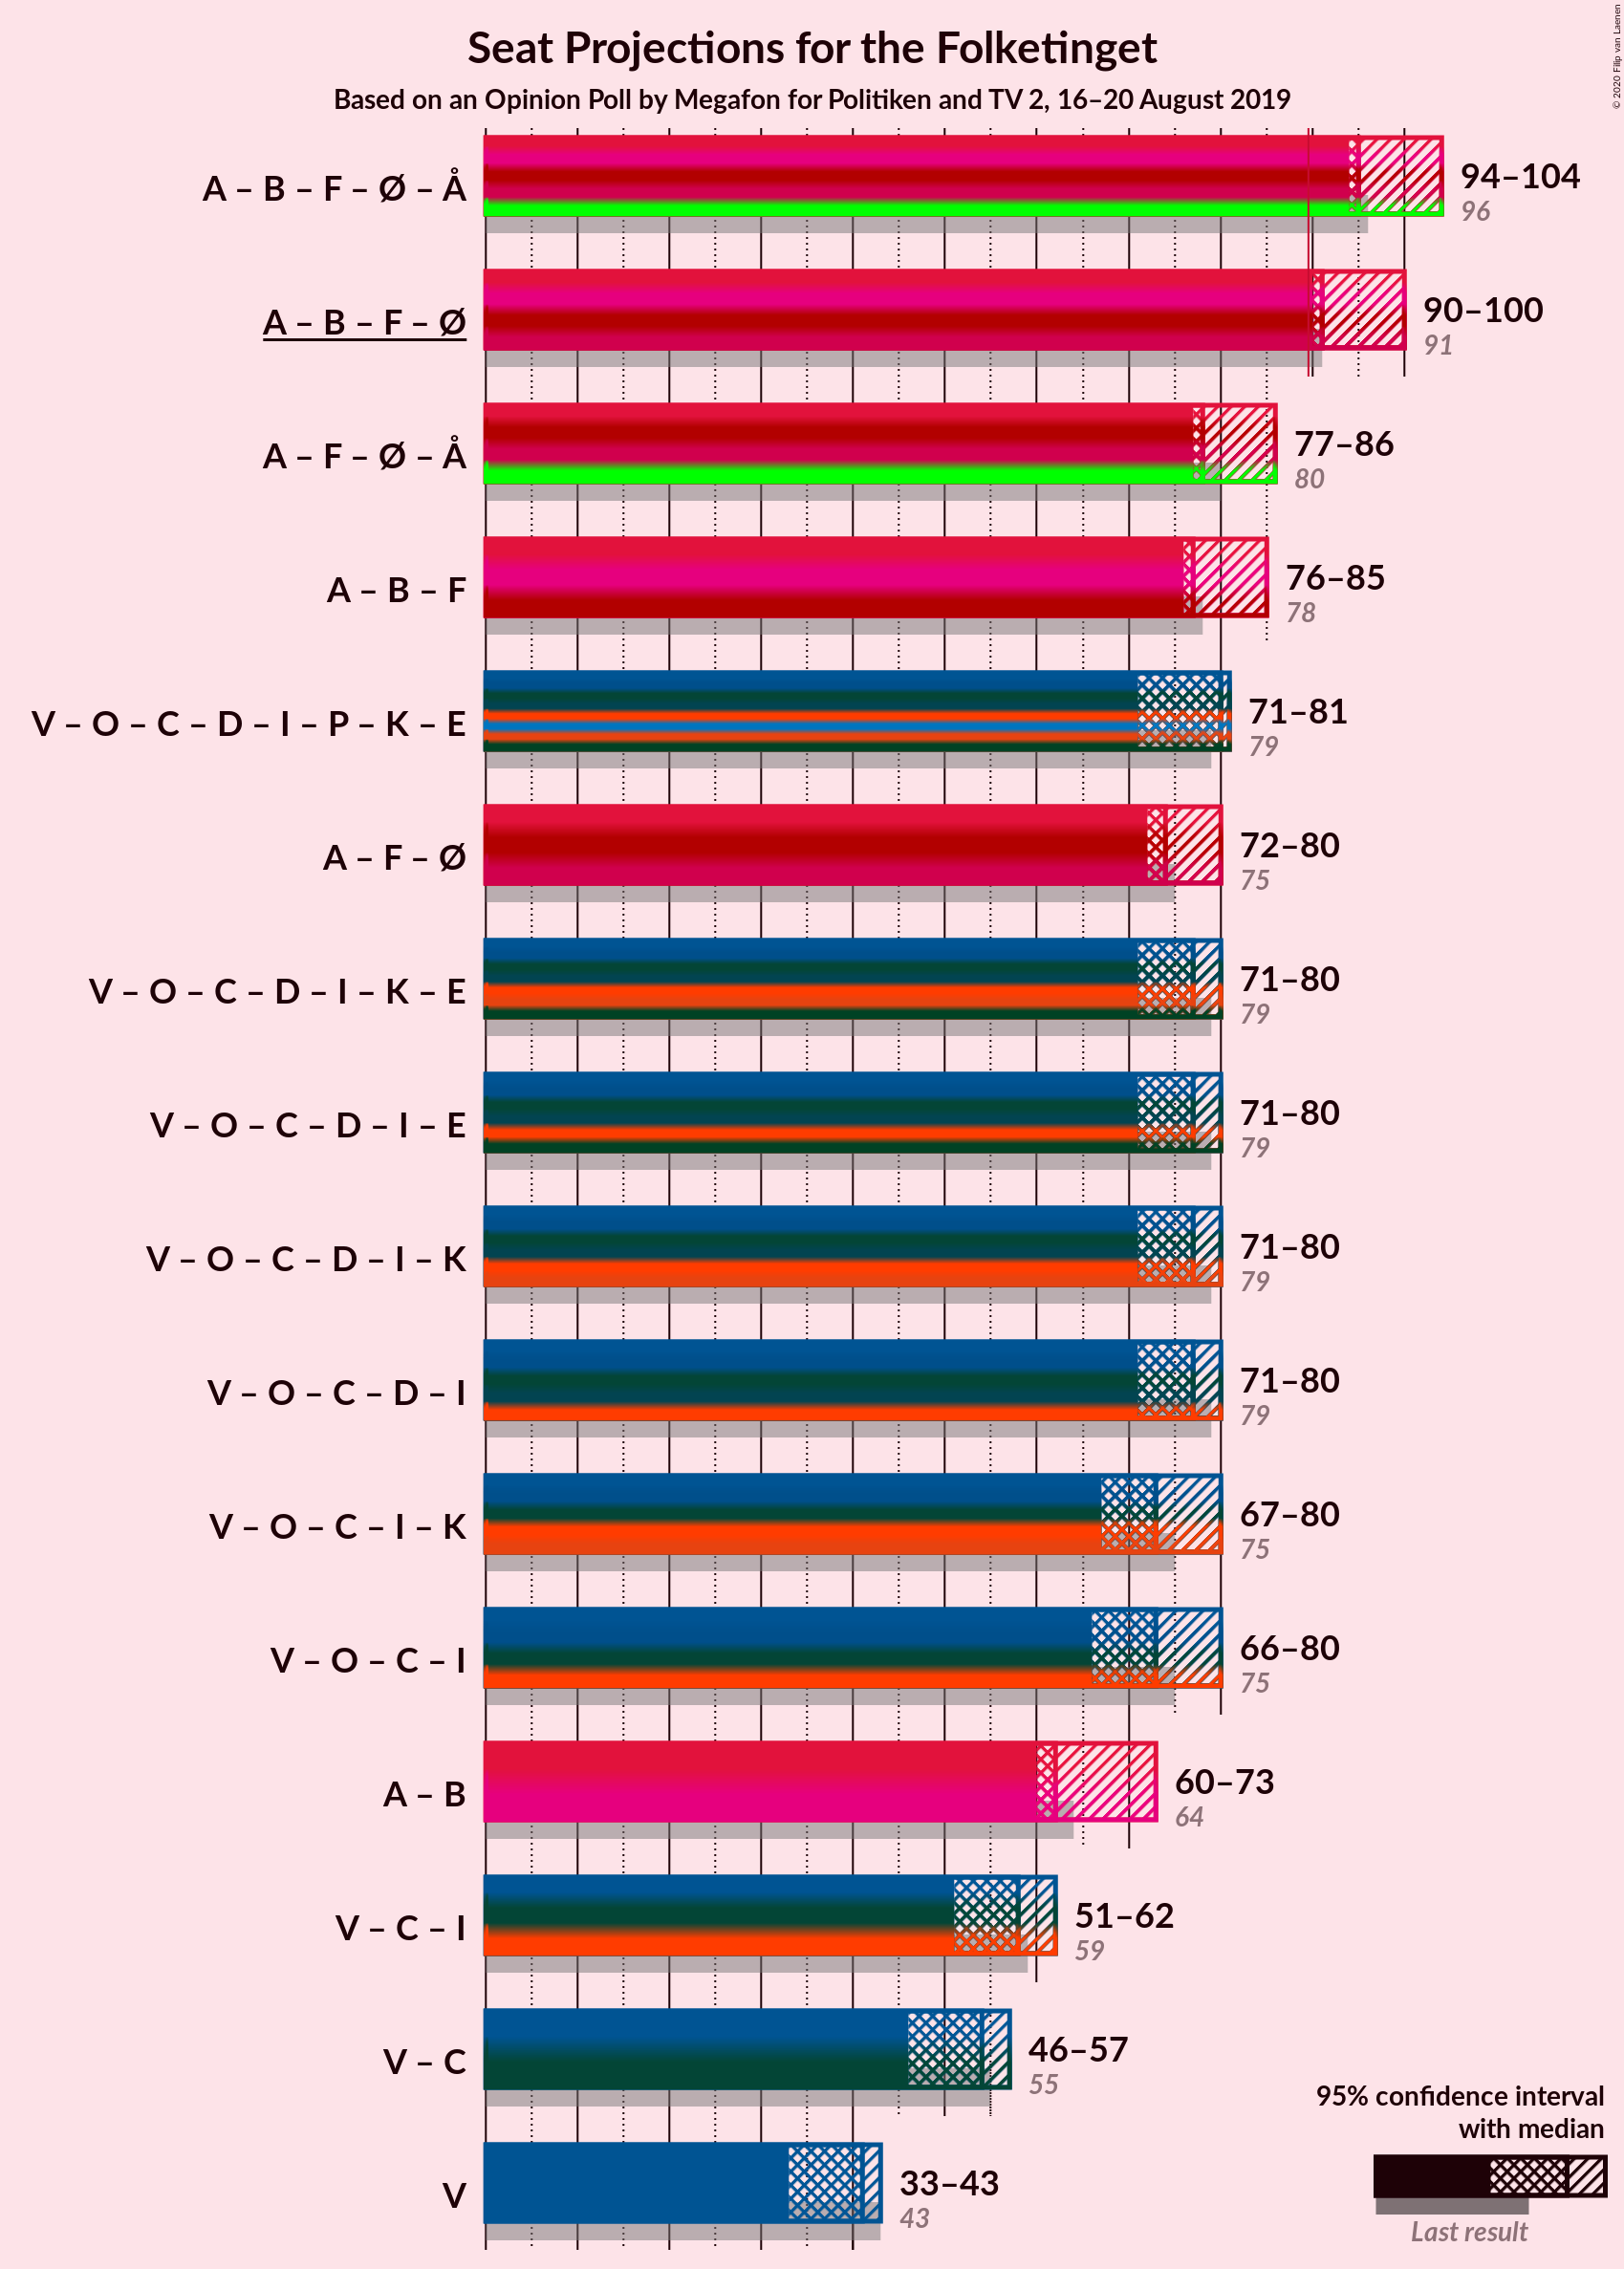 Seat Projections for the Folketinget
Based on an Opinion Poll by Megafon for Politiken and TV 2, 16–20 August 2019
© 2020 Filip van Laenen
A – B – F – Ø – Å
94–104
96
A – B – F – Ø
90–100
91
A – F – Ø – Å
77–86
80
A – B – F
76–85
78
V – O – C – D – I – P – K – E
71–81
79
A – F – Ø
72–80
75
V – O – C – D – I – K – E
71–80
79
V – O – C – D – I – E
71–80
79
V – O – C – D – I – K
71–80
79
V – O – C – D – I
71–80
79
V – O – C – I – K
67–80
75
V – O – C – I
66–80
75
A – B
60–73
64
V – C – I
51–62
59
V – C
46–57
55
V
33–43
43
95% confidence interval
with median
Last result